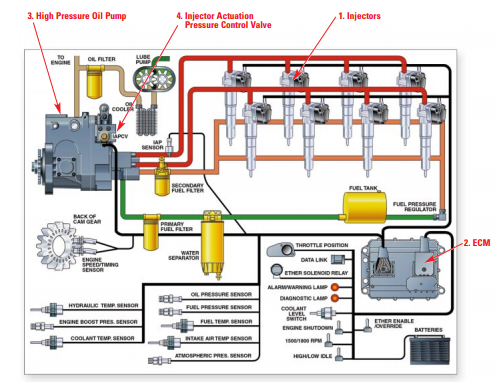 3. High Pressure Oil Pump
4. Injector Actuation
Pressure Control Valve
1. Injectors
TO
ENGINE
OIL FILTER
LUBE
PUMP
OIL
COOLER
IAPCV
IAP
SENSOR
SECONDARY
FUEL FILTER
FUEL TANK
FUEL PRESSURE
REGULATOR
BACK OF
CAM GEAR
PRIMARY
FUEL FILTER
ENGINE
SPEED/TIMING
SENSOR
WATER
SEPARATOR
THROTTLE POSITION
DATA LINK
ETHER SOLENOID RELAY
2. ECM
ALARM/WARNING LAMP
DIAGNOSTIC LAMP
COOLANT
LEVEL
SWITCH
ENGINE SHUTDOWN
ETHER ENABLE
/OVERRIDE
1500/1800 RPM
HIGH/LOW IDLE
BATTERIES
HYDRAULIC TEMP. SENSOR
ENGINE BOOST PRES. SENSOR
COOLANT TEMP. SENSOR
OIL PRESSURE SENSOR
FUEL PRESSURE SENSOR
FUEL TEMP. SENSOR
INTAKE AIR TEMP SENSOR
ATMOSPHERIC PRES. SENSOR